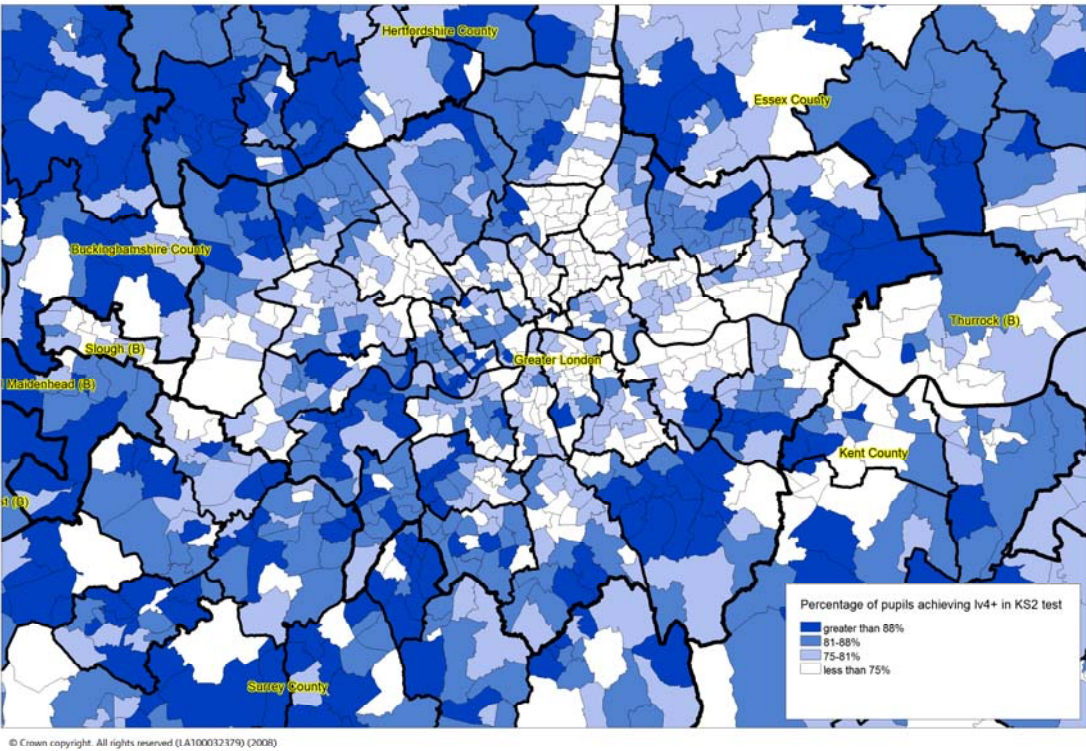 Hertfordshire County
Essex County
Buckinghamshire County
Thurrock (B)
Slough (B)
Greater London
Maidenhead (B)
Kent County
Percentage of pupils achieving lv4+ in KS2 test
greater than 88%
81-88%
75-81%
less than 75%
Surrey County
© Crown copyright. All rights reserved (LA100032379) (2008)